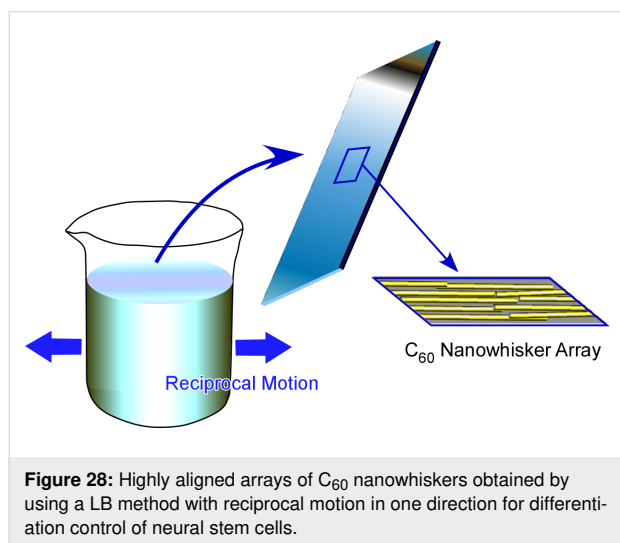 Reciprocal Motion
C60 Nanowhisker Array
Figure 28: Highly aligned arrays of C60 nanowhiskers obtained by
using a LB method with reciprocal motion in one direction for differenti-
ation control of neural stem cells.